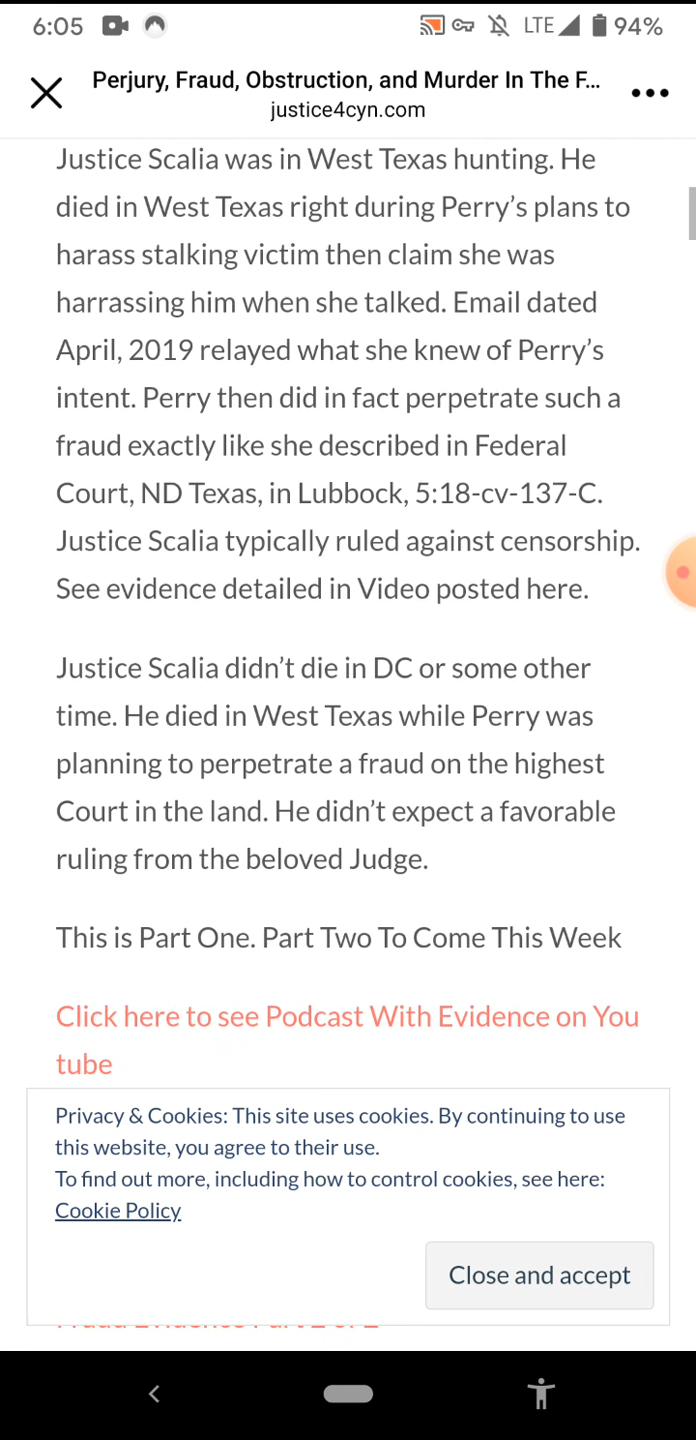 6:05 LTE 94%
Perjury, Fraud, Obstruction, and Murder In The F...
justice4cyn.com
Justice Scalia was in West Texas hunting. He
died in West Texas right during Perry’s plans to
harass stalking victim then claim she was
harrassing him when she talked. Email dated
April, 2019 relayed what she knew of Perry’s
intent. Perry then did in fact perpetrate such a
fraud exactly like she described in Federal
Court, ND Texas, in Lubbock, 5:18-cv-137-C.
Justice Scalia typically ruled against censorship.
See evidence detailed in Video posted here.
Justice Scalia didn’t die in DC or some other
time. He died in West Texas while Perry was
planning to perpetrate a fraud on the highest
Court in the land. He didn’t expect a favorable
ruling from the beloved Judge.
This is Part One. Part Two To Come This Week
Click here to see Podcast With Evidence on You
tube
Privacy & Cookies: This site uses cookies. By continuing to use
this website, you agree to their use.
To find out more, including how to control cookies, see here:
Cookie Policy
Close and accept